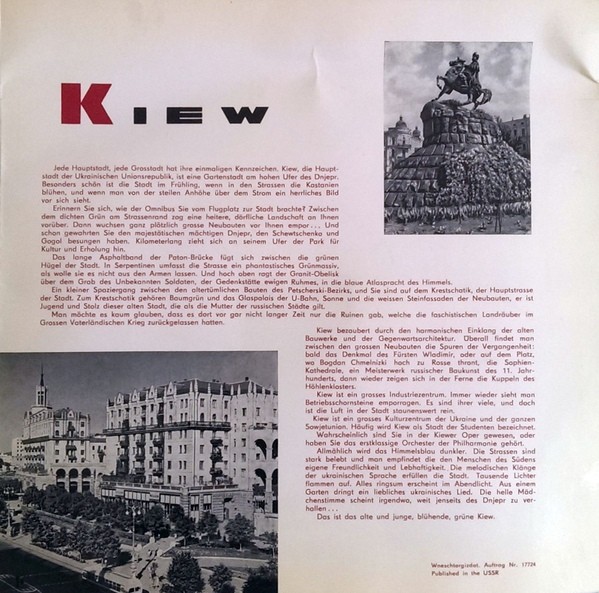 KIEW
Jede Hauptstadt, jede Grosstadt hat ihre einmaligen Kennzeichen. Kiew, die Haupt-
stadt der Ukrainischen Unionsrepublik, ist eine Gartenstadt am hohen Ufer des Dnjepr.
Besonders schön ist die Stadt im Frühling, wenn in den Strassen die Kastanien
blühen, und wenn man von der steilen Anhöhe über dem Strom ein herrliches Bild
vor sich sieht.
Erinnern Sie sich, wie der Omnibus Sie vom Flugplatz zur Stadt brachte? Zwischen
dem dichten Grün am Strassenrand zog eine heitere, dörfliche Landschaft an Ihnen
vorüber. Dann wuchsen ganz plötzlich grosse Neubauten vor Ihnen empor... Und
schon gewahrten Sie den majestätischen mächtigen Dnjepr, den Schewtschenko und
Gogol besungen haben. Kilometerlang zieht sich an seinem Ufer der Park für
Kultur und Erholung hin.
Das lange Asphaltband der Paton-Brücke fügt sich zwischen die grünen
Hügel der Stadt. In Serpentinen umfasst die Strasse ein phantastisches Grünmassiv,
als wolle sie es nicht aus den Armen lassen. Und hoch oben ragt der Granit-Obelisk
über dem Grab des Unbekannten Soldaten, der Gedenkstätte ewigen Ruhmes, in die blaue Atlaspracht des Himmels.
Ein kleiner Spaziergang zwischen den altertümlichen Bauten des Petscherski-Bezirks, und Sie sind auf dem Krestschatik, der Hauptstrasse
der Stadt. Zum Krestschatik gehören Baumgrün und das Glaspalais der U-Bahn, Sonne und die weissen Steinfassaden der Neubauten, er ist
Jugend und Stolz dieser alten Stadt, die als die Mutter der russischen Städte gilt.
Man möchte es kaum glauben, dass es dort vor gar nicht langer Zeit nur die Ruinen gab, welche die faschistischen Landräuber im
Grossen Vaterländischen Krieg zurückgelassen hatten.
Kiew bezaubert durch den harmonischen Einklang der alten
Bauwerke und der Gegenwartsarchitektur. Überall findet man
zwischen den grossen Neubauten die Spuren der Vergangenheit:
bald das Denkmol des Fürsten Wladimir, oder auf dem Platz,
wo Bogdan Chmelnizki hoch zu Rosse thront, die Sophien-
Kathedrale, ein Meisterwerk russischer Baukunst des 11. Jahr-
hunderts, dann wieder zeigen sich in der Ferne die Kuppeln des
Höhlenklosters.
Kiew ist ein grosses Industriezentrum. Immer wieder sieht man
Betriebsschornsteine emporragen. Es sind ihrer viele, und doch
ist die Luft in der Stadt staunenswert rein.
Kiew ist ein grosses Kulturzentrum der Ukraine und der ganzen
Sowjetunian. Häufig wird Kiew als Stadt der Studenten bezeichnet.
Wahrscheinlich sind Sie in der Kiewer Oper gewesen, oder
haben Sie das erstklassige Orchester der Philharmonie gehört.
Allmählich wird das Himmelsblau dunkler. Die Strassen sind
stark belebt und man empfindet die den Menschen des Südens
eigene Freundlichkeit und Lebhaftigkeit. Die melodischen Klänge
der ukrainischen Sprache erfüllen die Stadt. Tausende Lichter
flammen auf. Alles ringsum erscheint im Abendlicht. Aus einem
Garten dringt ein liebliches ukrainisches Lied. Die helle Mäd-
chenstimme scheint irgendwo, weit jenseits des Dnjepr zu ver-
hallen...
Das ist das alte und junge, blühende, grüne Kiew.
Wneschtorgisdat. Auftrag Nr. 17724
Published in the USSR